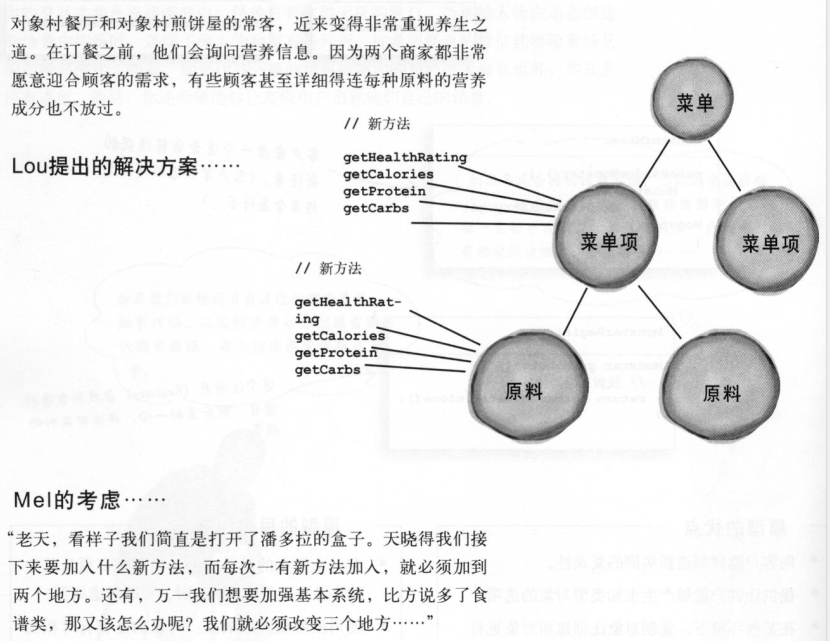 对象村餐厅和对象村煎饼屋的常客，近来变得非常重视养生之
道。在订餐之前，他们会询问营养信息。因为两个商家都非常
愿意迎合顾客的需求，有些顾客甚至详细得连每种原料的营养
成分也不放过。
Lou提出的解决方案……
// 新方法
getHealthRating
getCalories
getProtein
getCarbs
菜单
菜单项
菜单项
// 新方法
getHealthRat-
ing
getCalories
getProtein
getCarbs
原料
原料
Mel的考虑……
“老天，看样子我们简直是打开了潘多拉的盒子。天晓得我们接
下来要加入什么新方法，而每次一有新方法加入，就必须加到
两个地方。还有，万一我们想要加强基本系统，比方说多了食
谱类，那又该怎么办呢？我们就必须改变三个地方……”